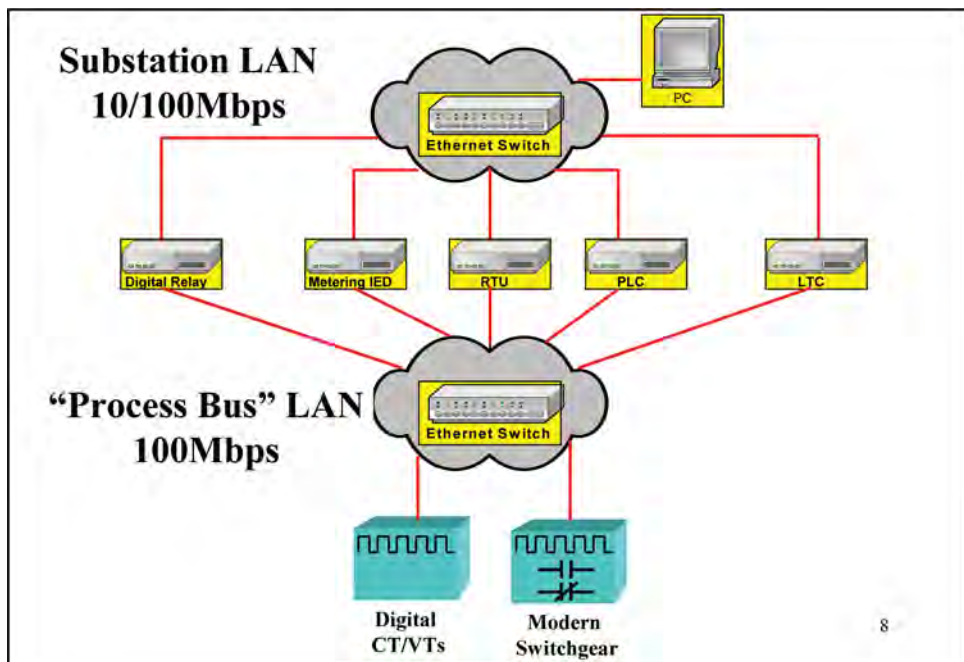 Substation LAN
10/100Mbps
PC
Ethernet Switch
Digital Relay
Metering IED
RTU
PLC
LTC
“Process Bus” LAN
100Mbps
Ethernet Switch
Digital
CT/VTs
Modern
Switchgear
8